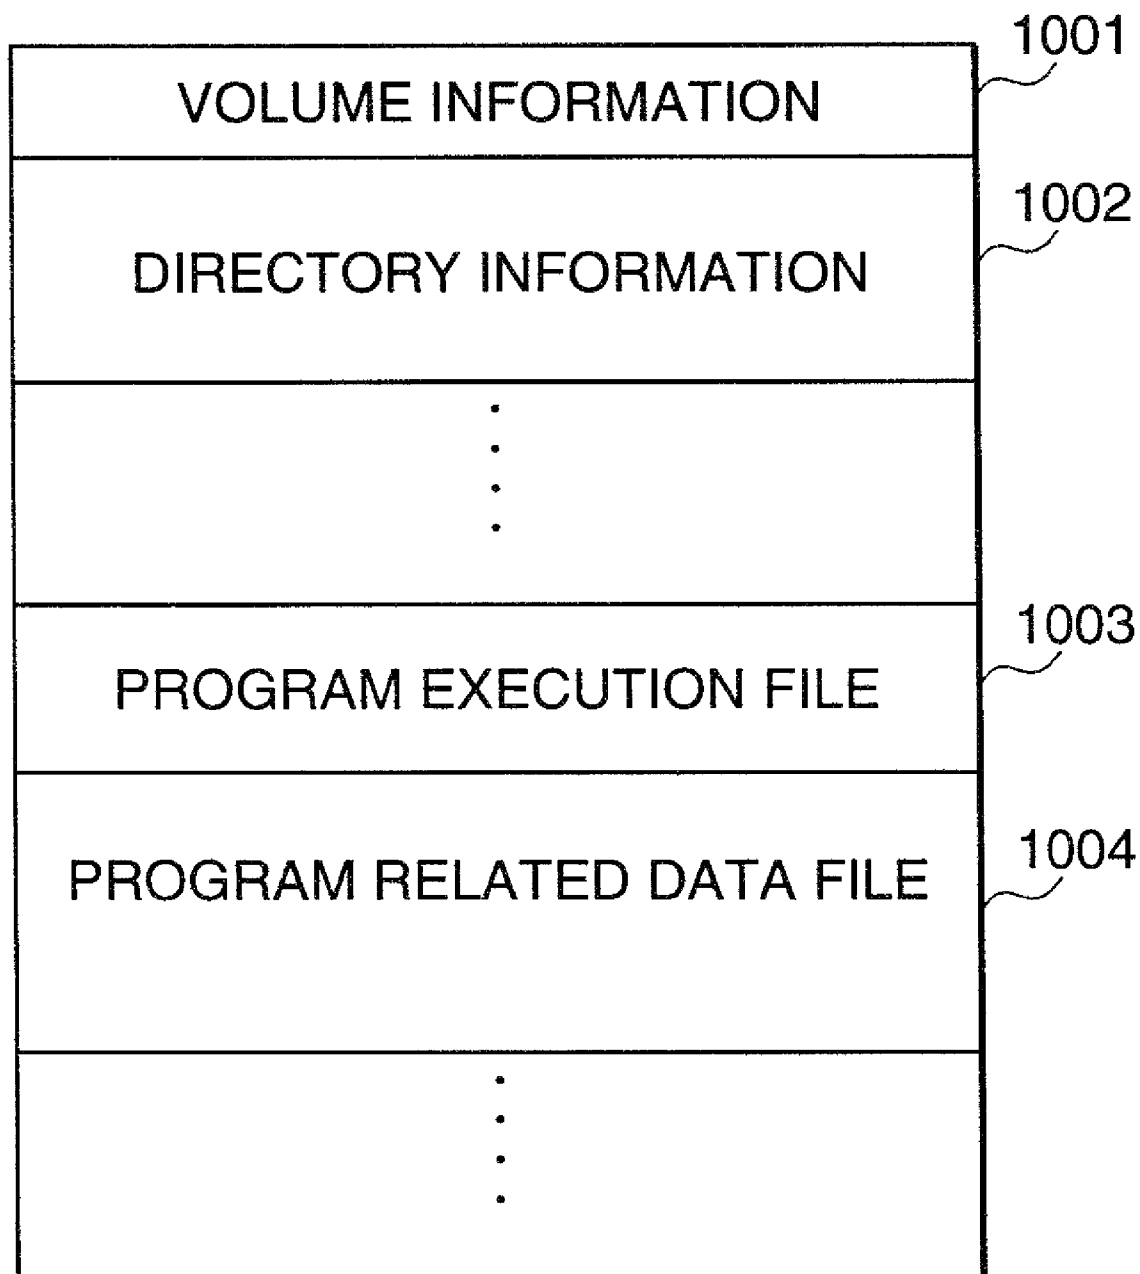 1001
VOLUME INFORMATION
1002
DIRECTORY INFORMATION
1003
PROGRAM EXECUTION FILE
1004
PROGRAM RELATED DATA FILE